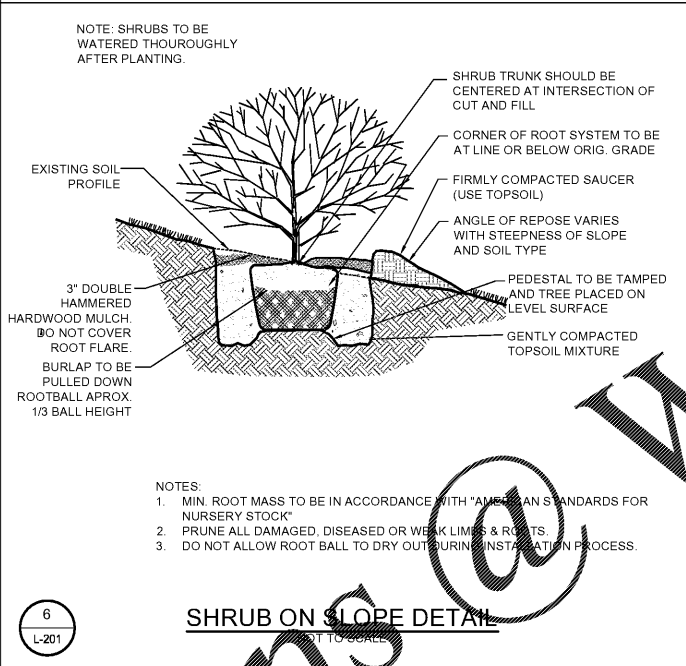 NOTE: SHRUBS TO BE
WATERED THOUROUGHLY
AFTER PLANTING.
SHRUB TRUNK SHOULD BE
CENTERED AT INTERSECTION OF
CUT AND FILL
CORNER OF ROOT SYSTEM TO BE
AT LINE OR BELOW ORIG. GRADE
EXISTING SOIL
PROFILE
FIRMLY COMPACTED SAUCER
(USE TOPSOIL)
ANGLE OF REPOSE VARIES
WITH STEEPNESS OF SLOPE
AND SOIL TYPE
3" DOUBLE
HAMMERED
HARDWOOD MULCH.
DO NOT COVER
ROOT FLARE.
PEDESTAL TO BE TAMPED
AND TREE PLACED ON
LEVEL SURFACE
GENTLY COMPACTED
TOPSOIL MIXTURE
BURLAP TO BE
PULLED DOWN
ROOTBALL APROX.
1/3 BALL HEIGHT
NOTES:
1. MIN. ROOT MASS TO BE IN ACCORDANCE WITH "AMERICAN STANDARDS FOR
NURSERY STOCK"
2. PRUNE ALL DAMAGED, DISEASED OR WEAK LIMBS & ROOTS.
3. DO NOT ALLOW ROOT BALL TO DRY OUT DURING INSTALLATION PROCESS.
6
L-201
SHRUB ON SLOPE DETAIL
NOT TO SCALE
ns @ W